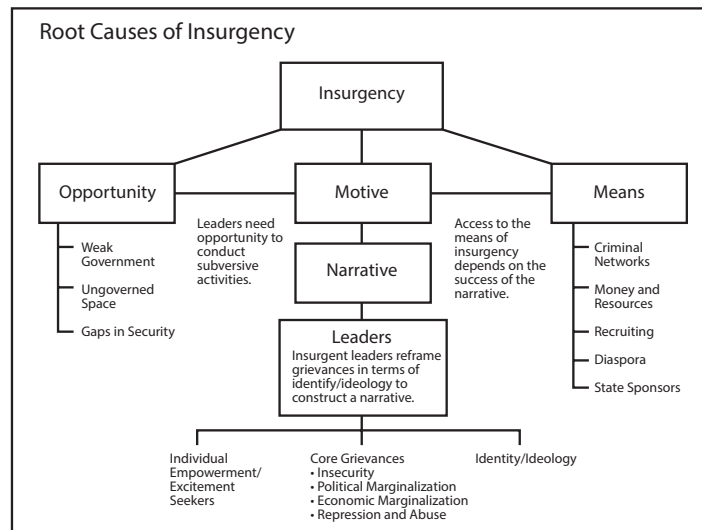 Root Causes of Insurgency
Insurgency
Opportunity
Motive
Means
Weak
Government
Ungoverned
Space
Gaps in Security
Leaders need
opportunity to
conduct
subversive
activities.
Narrative
Access to the
means of
insurgency
depends on the
success of the
narrative.
Criminal
Networks
Money and
Resources
Recruiting
Diaspora
State Sponsors
Leaders
Insurgent leaders reframe
grievances in terms of
identify/ideology to
construct a narrative.
Individual
Empowerment/
Excitement
Seekers
Core Grievances
• Insecurity
• Political Marginalization
• Economic Marginalization
• Repression and Abuse
Identity/Ideology